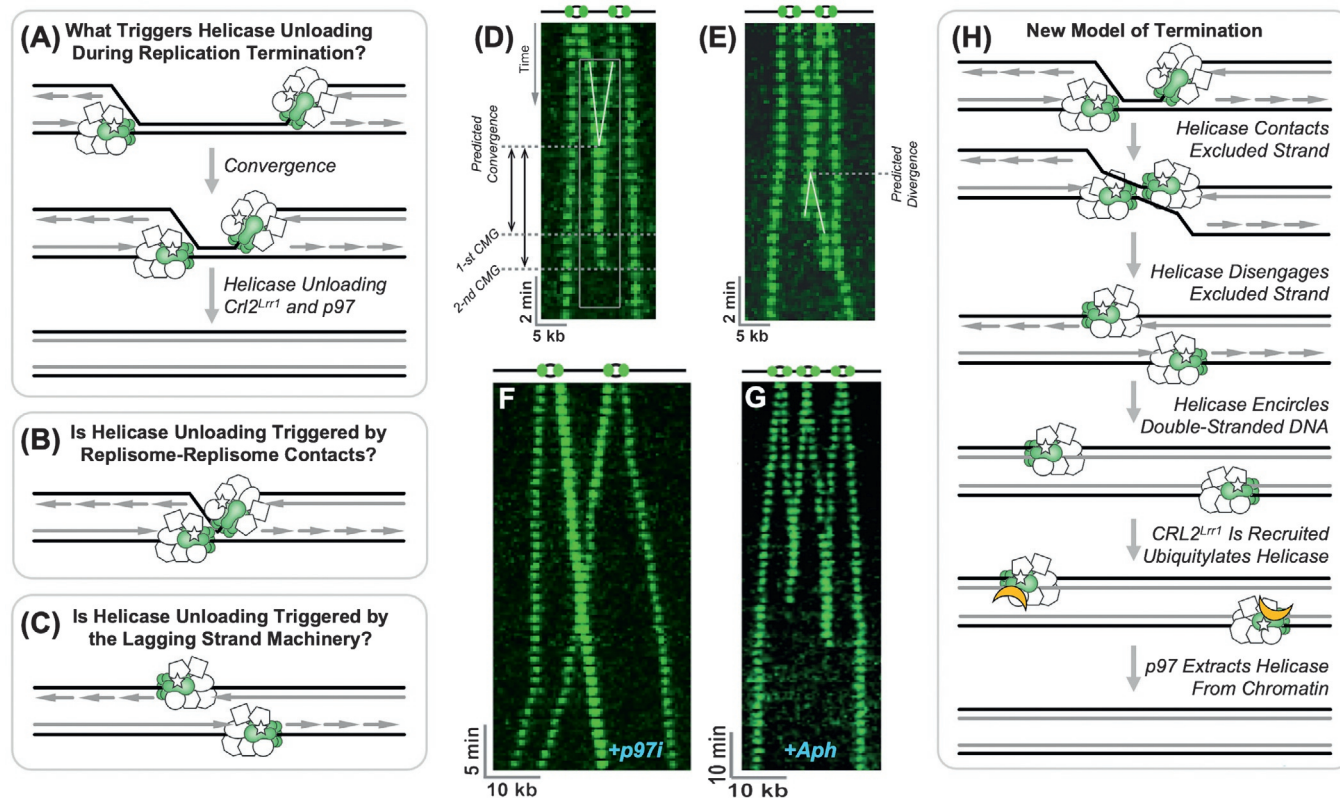 (A) What Triggers Helicase Unloading
During Replication Termination?
Convergence
Helicase Unloading
Crl2Lrr1 and p97
(B) Is Helicase Unloading Triggered by
Replisome-Replisome Contacts?
(C) Is Helicase Unloading Triggered by
the Lagging Strand Machinery?
(D)
Time
Predicted
Convergence
1-st CMG
2-nd CMG
2 min
5 kb
(E)
Predicted
Divergence
2 min
5 kb
F
+p97i
5 min
10 kb
G
+Aph
10 min
10 kb
(H) New Model of Termination
Helicase Contacts
Excluded Strand
Helicase Disengages
Excluded Strand
Helicase Encircles
Double-Stranded DNA
CRL2Lrr1 Is Recruited
Ubiquitylates Helicase
p97 Extracts Helicase
From Chromatin